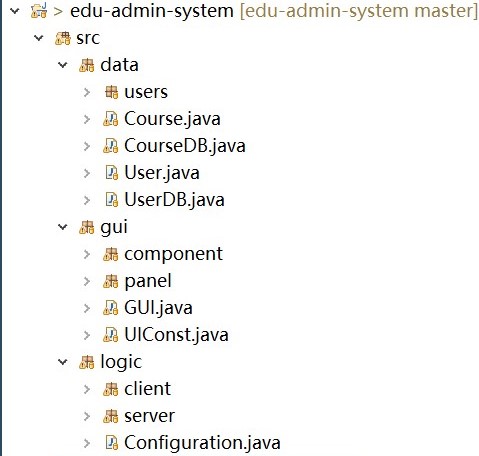 > edu-admin-system [edu-admin-system master]
src
data
users
Course.java
CourseDB.java
User.java
UserDB.java
gui
component
panel
GUI.java
UIConst.java
logic
client
server
Configuration.java